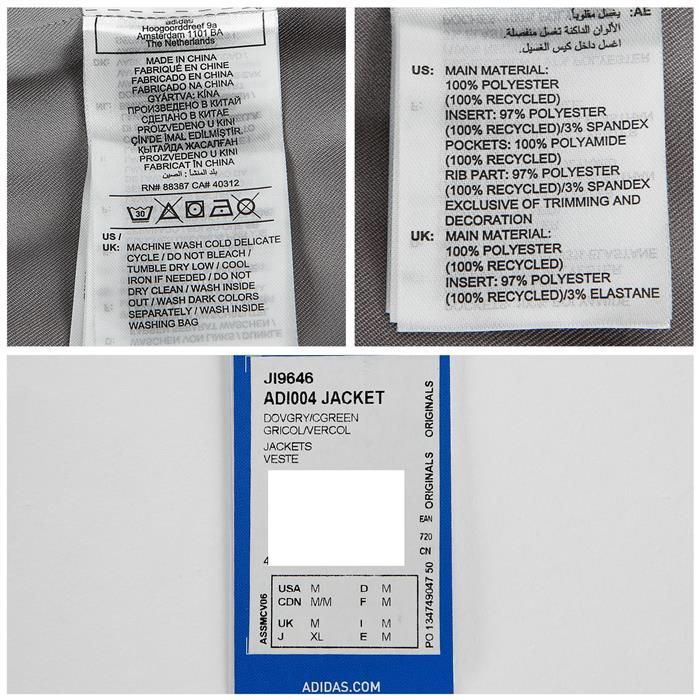 adidas
Hoogoorddreef 9a
Amsterdam 1101 BA
The Netherlands
MADE IN CHINA
FABRIQUÉ EN CHINE
FABRICADO EN CHINA
FABRICADO NA CHINA
GYÁRTVA: KÍNA
ПРОИЗВЕДЕНО В КИТАЙ
СДЕЛАНО В КИТАЕ
PROIZVEDENO U KINI
ÇİN'DE İMAL EDİLMİŞTİR.
ҚЫТАЙДА ЖАСАЛҒАН
PROIZVEDENO U KINI
FABRICAT ÎN CHINA
بلد المنشأ: الصين
RN# 88387 CA# 40312
30
US /
UK: MACHINE WASH COLD DELICATE
CYCLE / DO NOT BLEACH /
TUMBLE DRY LOW / COOL
IRON IF NEEDED / DO NOT
DRY CLEAN / WASH INSIDE
OUT / WASH DARK COLORS
SEPARATELY / WASH INSIDE
WASHING BAG
AE: يغسل مقلوبا.
الألوان الداكنة تغسل منفصلة.
اغسل داخل كيس الغسيل.
US: MAIN MATERIAL:
100% POLYESTER
(100% RECYCLED)
INSERT: 97% POLYESTER
(100% RECYCLED)/3% SPANDEX
POCKETS: 100% POLYAMIDE
(100% RECYCLED)
RIB PART: 97% POLYESTER
(100% RECYCLED)/3% SPANDEX
EXCLUSIVE OF TRIMMING AND
DECORATION
UK: MAIN MATERIAL:
100% POLYESTER
(100% RECYCLED)
INSERT: 97% POLYESTER
(100% RECYCLED)/3% ELASTANE
JI9646
ADI004 JACKET
DOVGRY/CGREEN
GRICOL/VERCOL
JACKETS
VESTE
4
ORIGINALS
ORIGINALS
EAN
720
CN
PO 134749047 50
ASSMCV06
USA M D M
CDN M/M F M
UK M I M
J XL E M
ADIDAS.COM